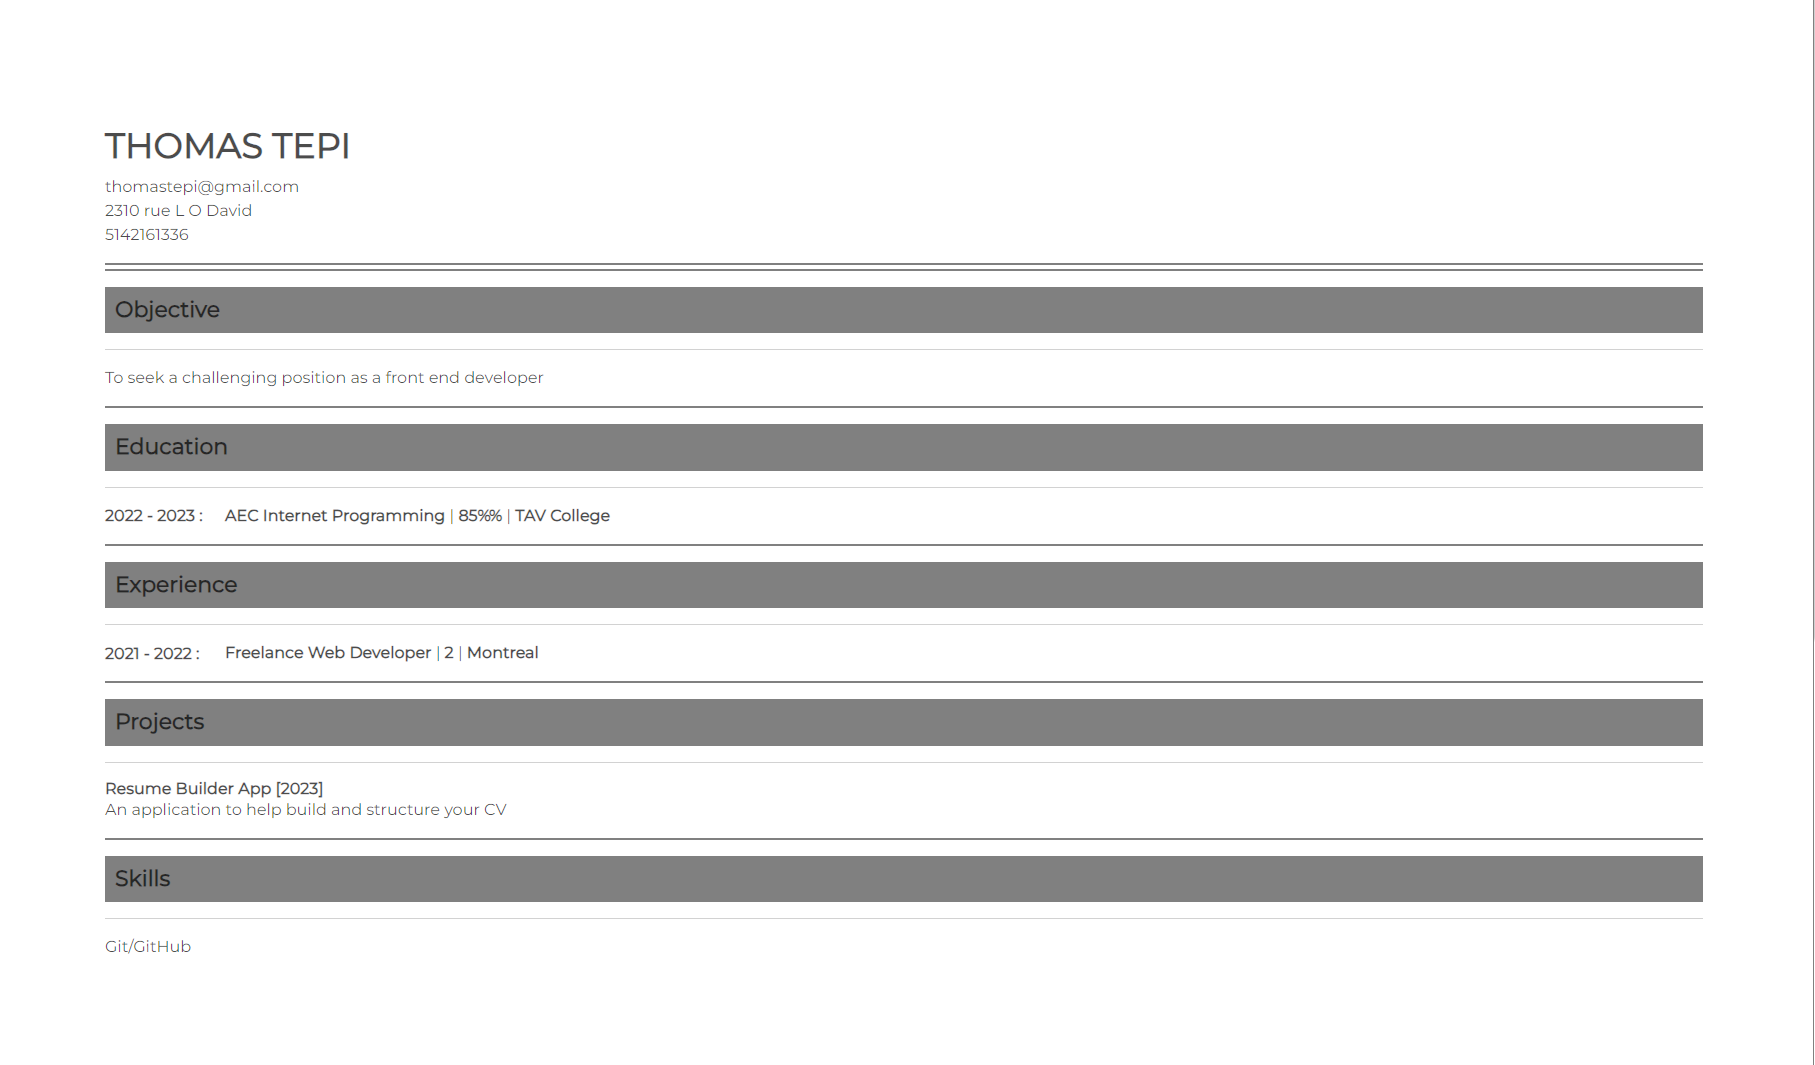 THOMAS TEPI
thomastepi@gmail.com
2310 rue L O David
5142161336
Objective
To seek a challenging position as a front end developer
Education
2022 - 2023 : AEC Internet Programming | 85%% | TAV College
Experience
2021 - 2022 : Freelance Web Developer | 2 | Montreal
Projects
Resume Builder App [2023]
An application to help build and structure your CV
Skills
Git/GitHub